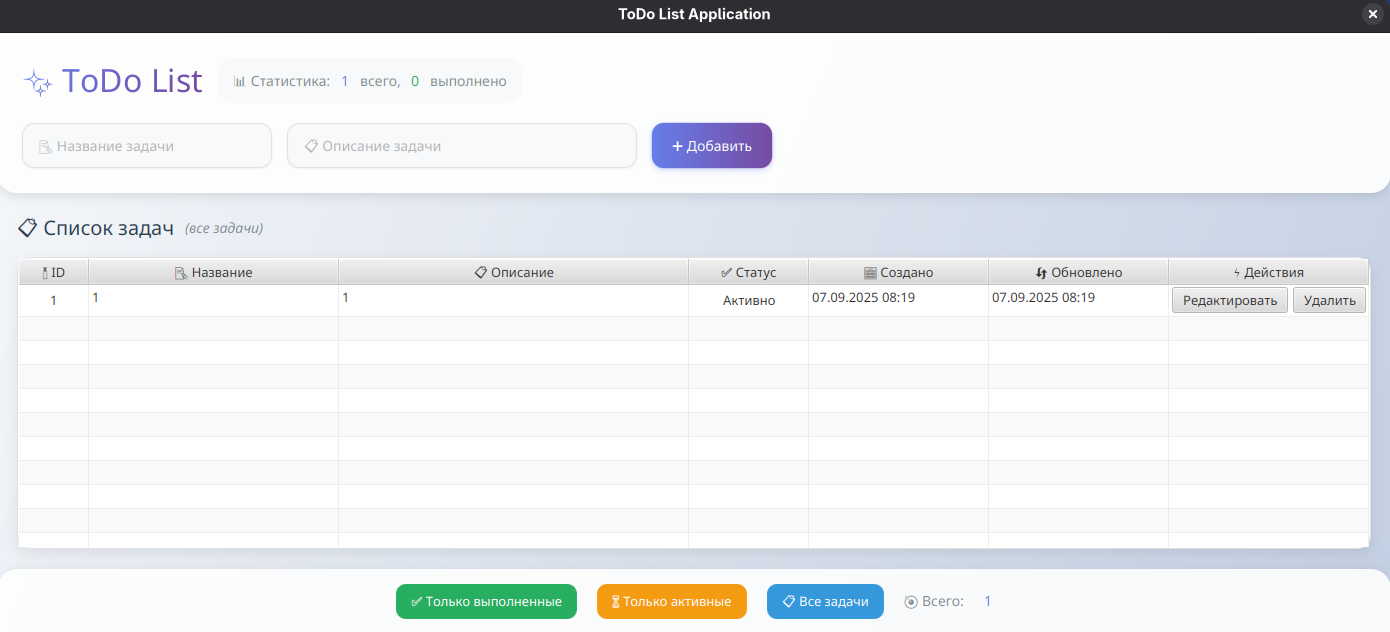 ToDo List Application
ToDo List
Статистика: 1 всего, 0 выполнено
Название задачи
Описание задачи
+ Добавить
Список задач (все задачи)
ID Название Описание Статус Создано Обновлено Действия
1 1 1 Активно 07.09.2025 08:19 07.09.2025 08:19 Редактировать Удалить
Только выполненные Только активные Все задачи Всего: 1